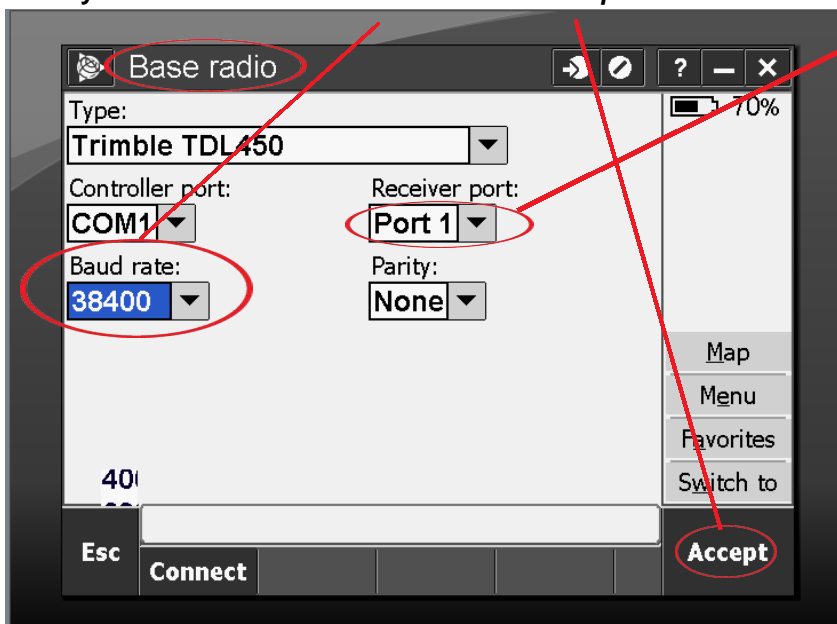 Base radio
? – ×
Type:
70%
Trimble TDL450
Controller port: Receiver port:
COM1 Port 1
Baud rate: Parity:
38400 None
Map
Menu
Favorites
Switch to
Esc
Connect
Accept